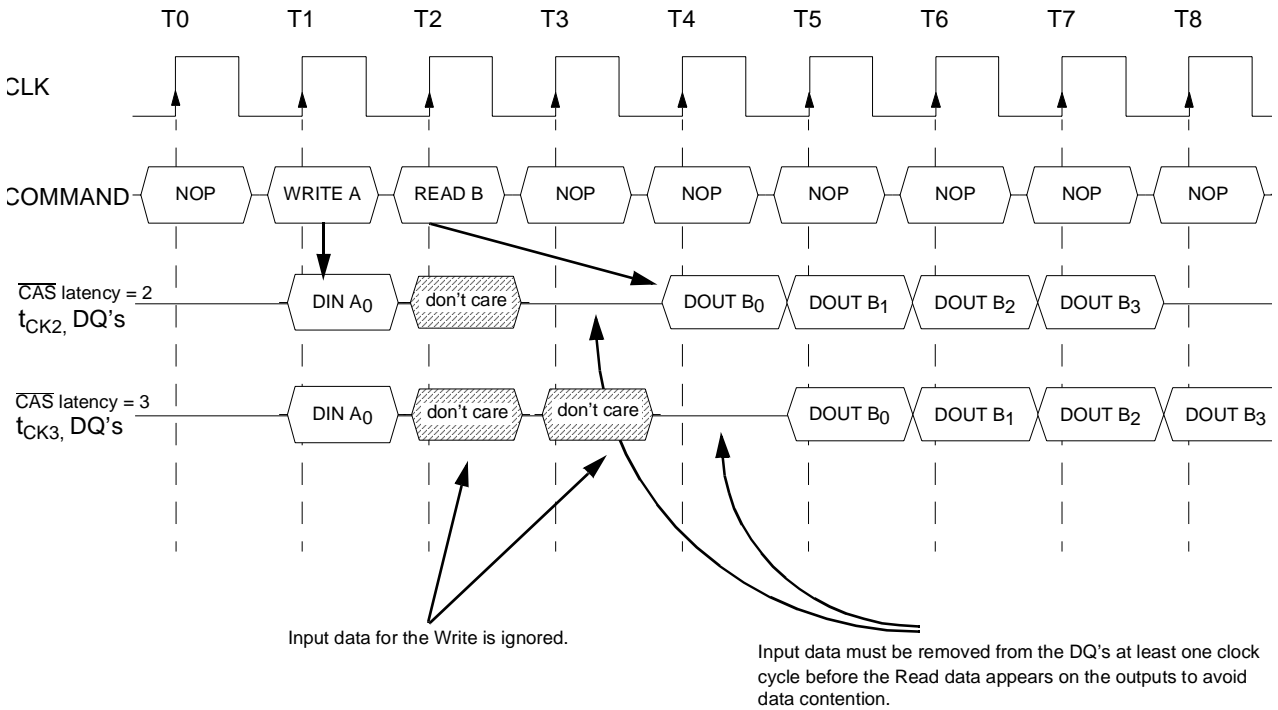 T0 T1 T2 T3 T4 T5 T6 T7 T8
CLK
COMMAND NOP WRITE A READ B NOP NOP NOP NOP NOP NOP
CAS latency = 2
tCK2, DQ's DIN A0 don't care DOUT B0 DOUT B1 DOUT B2 DOUT B3
CAS latency = 3
tCK3, DQ's DIN A0 don't care don't care DOUT B0 DOUT B1 DOUT B2 DOUT B3
Input data for the Write is ignored.
Input data must be removed from the DQ's at least one clock
cycle before the Read data appears on the outputs to avoid
data contention.